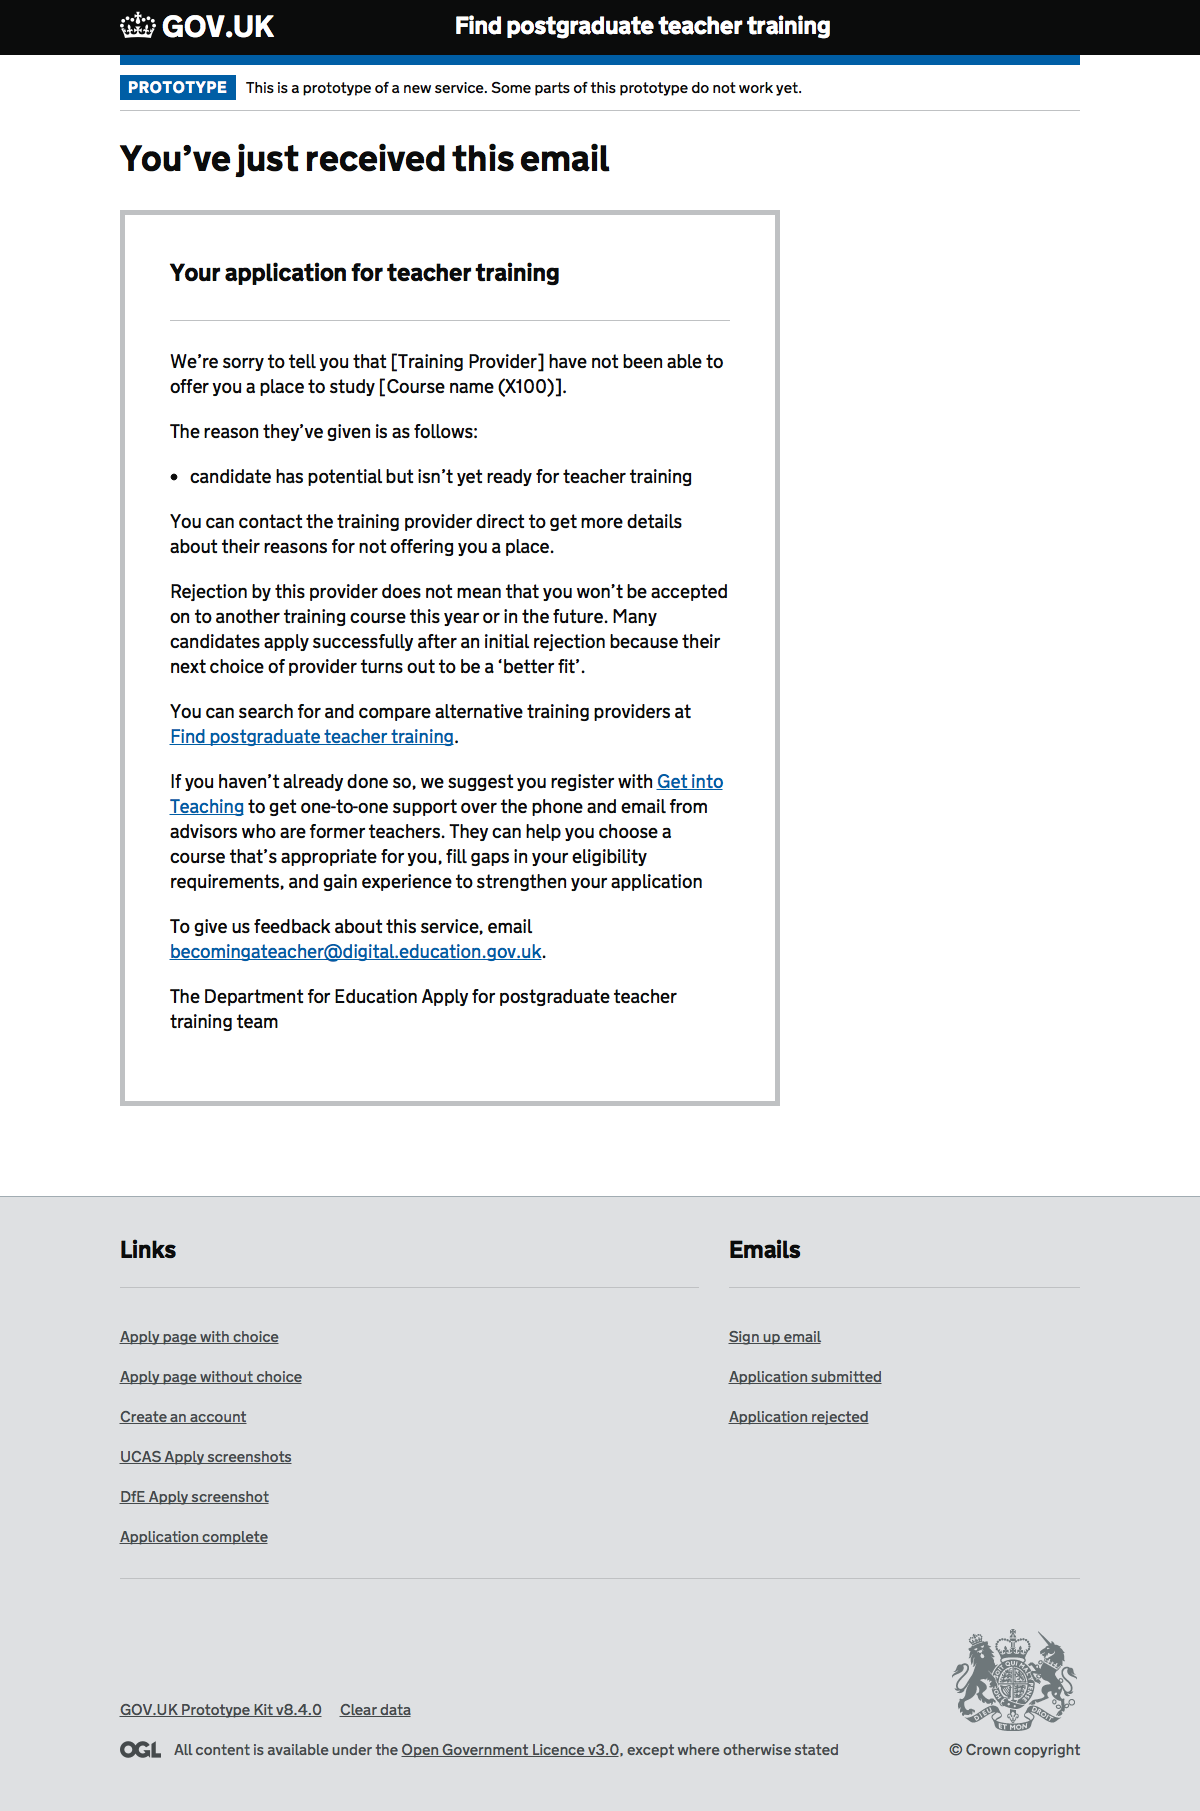 GOV.UK Find postgraduate teacher training
PROTOTYPE This is a prototype of a new service. Some parts of this prototype do not work yet.
You’ve just received this email
Your application for teacher training
We’re sorry to tell you that [Training Provider] have not been able to
offer you a place to study [Course name (X100)].
The reason they’ve given is as follows:
• candidate has potential but isn’t yet ready for teacher training
You can contact the training provider direct to get more details
about their reasons for not offering you a place.
Rejection by this provider does not mean that you won’t be accepted
on to another training course this year or in the future. Many
candidates apply successfully after an initial rejection because their
next choice of provider turns out to be a ‘better fit’.
You can search for and compare alternative training providers at
Find postgraduate teacher training.
If you haven’t already done so, we suggest you register with Get into
Teaching to get one-to-one support over the phone and email from
advisors who are former teachers. They can help you choose a
course that’s appropriate for you, fill gaps in your eligibility
requirements, and gain experience to strengthen your application
To give us feedback about this service, email
becomingateacher@digital.education.gov.uk.
The Department for Education Apply for postgraduate teacher
training team
Links
Apply page with choice
Apply page without choice
Create an account
UCAS Apply screenshots
DfE Apply screenshot
Application complete
Emails
Sign up email
Application submitted
Application rejected
GOV.UK Prototype Kit v8.4.0 Clear data
OGL All content is available under the Open Government Licence v3.0, except where otherwise stated
DIEU ET MON DROIT
© Crown copyright